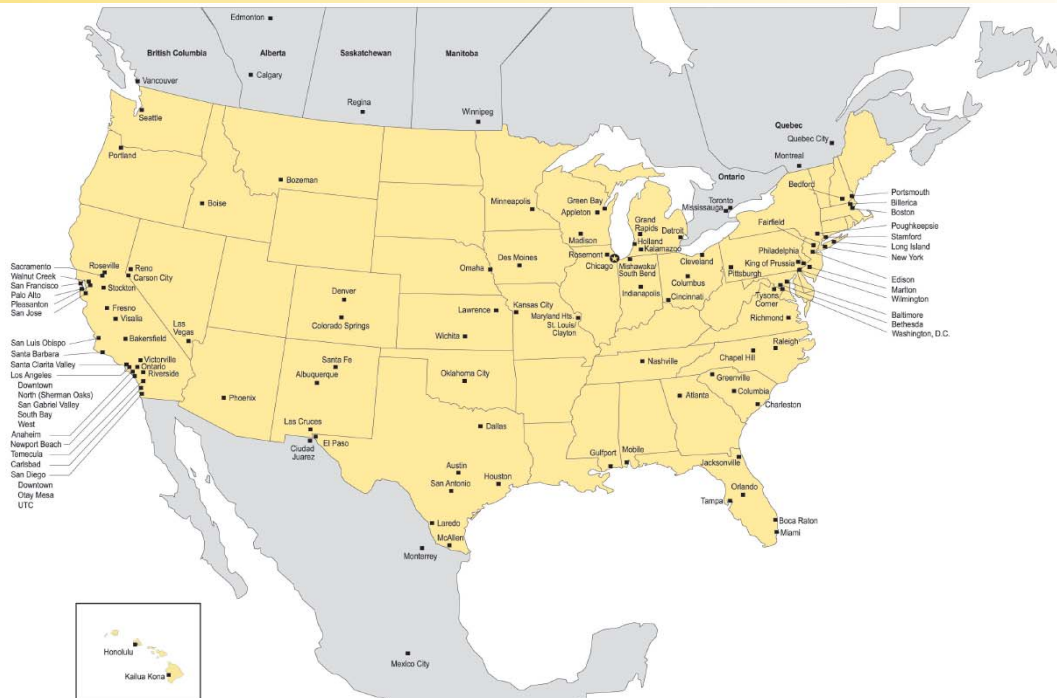 Edmonton
British Columbia
Alberta
Saskatchewan
Manitoba
Calgary
Vancouver
Regina
Winnipeg
Seattle
Quebec
Quebec City
Portland
Montreal
Ontario
Bozeman
Bedford
Boise
Minneapolis
Green Bay
Appleton
Toronto
Mississauga
Portsmouth
Billerica
Boston
Poughkeepsie
Stamford
Long Island
New York
Grand
Rapids
Detroit
Holland
Kalamazoo
Fairfield
Madison
Rosemont
Chicago
Mishawaka/
South Bend
Cleveland
Philadelphia
King of Prussia
Pittsburgh
Edison
Marlton
Wilmington
Baltimore
Bethesda
Washington, D.C.
Des Moines
Omaha
Columbus
Indianapolis
Cincinnati
Tysons
Corner
Richmond
Sacramento
Walnut Creek
San Francisco
Palo Alto
Pleasanton
San Jose
Roseville
Reno
Carson City
Stockton
Fresno
Visalia
Las
Vegas
Bakersfield
San Luis Obispo
Santa Barbara
Santa Clarita Valley
Los Angeles
Downtown
North (Sherman Oaks)
San Gabriel Valley
South Bay
West
Anaheim
Newport Beach
Temecula
Carlsbad
San Diego
Downtown
Otay Mesa
UTC
Victorville
Ontario
Riverside
Denver
Colorado Springs
Lawrence
Kansas City
Maryland Hts.
St. Louis/
Clayton
Wichita
Santa Fe
Albuquerque
Oklahoma City
Nashville
Raleigh
Chapel Hill
Greenville
Columbia
Atlanta
Charleston
Phoenix
Las Cruces
El Paso
Ciudad
Juarez
Dallas
Austin
San Antonio
Houston
Gulfport
Mobile
Jacksonville
Orlando
Tampa
Boca Raton
Miami
Laredo
McAllen
Monterrey
Mexico City
Honolulu
Kailua Kona